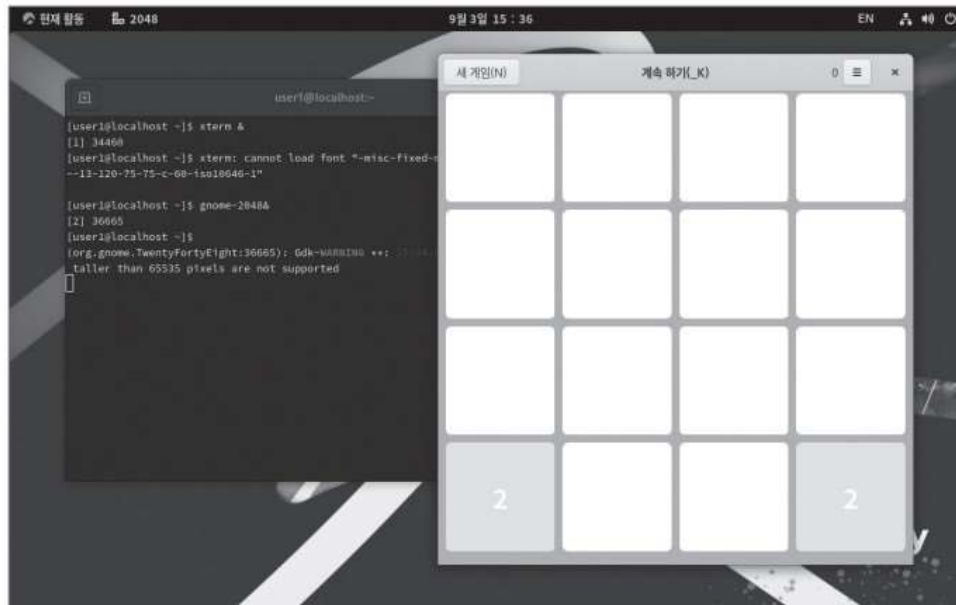 현재 활동 2048 9월 3일 15 : 36 EN
user1@localhost:~
[user1@localhost ~]$ xterm &
[1] 34460
[user1@localhost ~]$ xterm: cannot load font "-misc-fixed-
--13-120-75-75-c-60-iso10646-1"
[user1@localhost ~]$ gnome-2048&
[2] 36665
[user1@localhost ~]$
(org.gnome.TwentyFortyEight:36665): Gdk-WARNING **:
taller than 65535 pixels are not supported
새 게임(N) 계속 하기(_K) 0
2 2
y